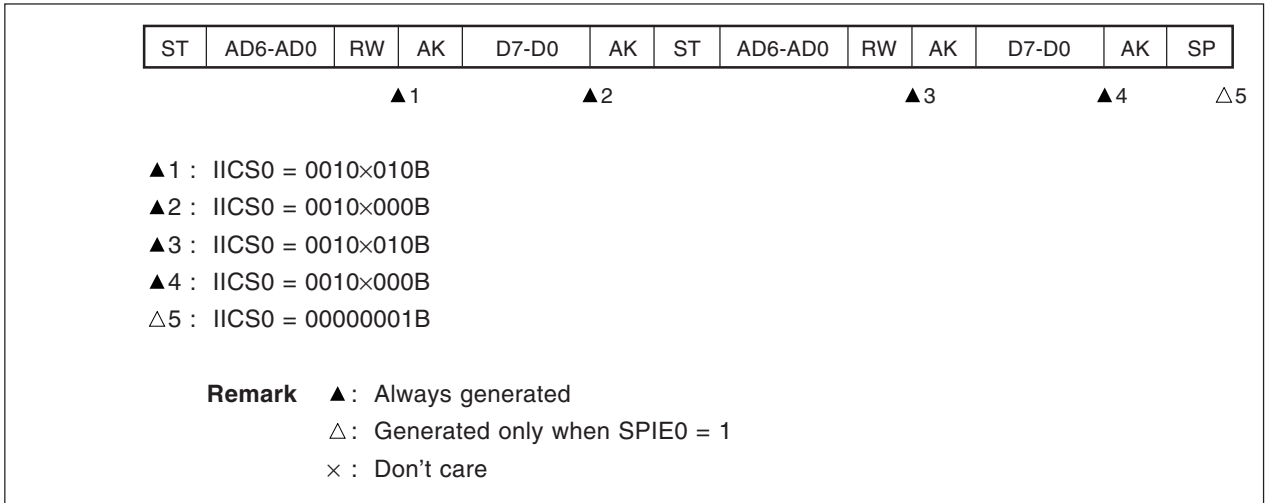 ST AD6-AD0 RW AK D7-D0 AK ST AD6-AD0 RW AK D7-D0 AK SP
▲1 ▲2 ▲3 ▲4 △5
▲1 : IICS0 = 0010×010B
▲2 : IICS0 = 0010×000B
▲3 : IICS0 = 0010×010B
▲4 : IICS0 = 0010×000B
△5 : IICS0 = 00000001B
Remark ▲: Always generated
△: Generated only when SPIE0 = 1
× : Don't care